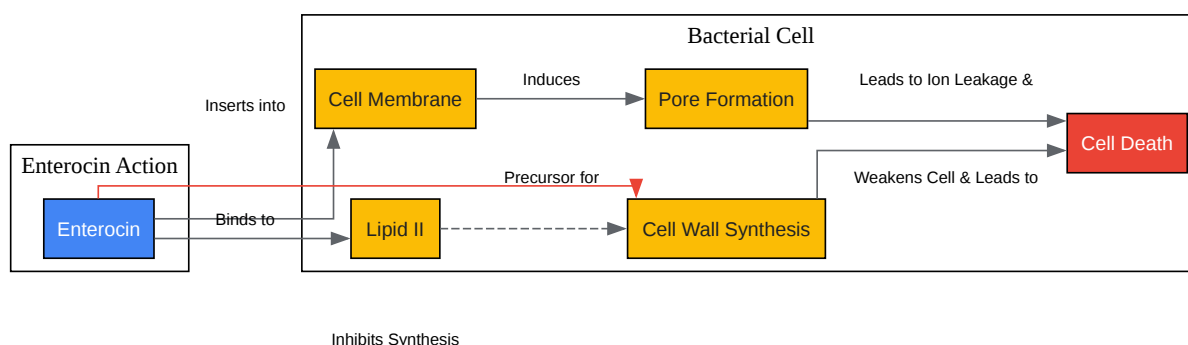 Bacterial Cell
Cell Membrane
Induces
Pore Formation
Leads to Ion Leakage &
Inserts into
Cell Death
Enterocin Action
Precursor for
Weakens Cell & Leads to
Enterocin
Binds to
Lipid II
Cell Wall Synthesis
Inhibits Synthesis